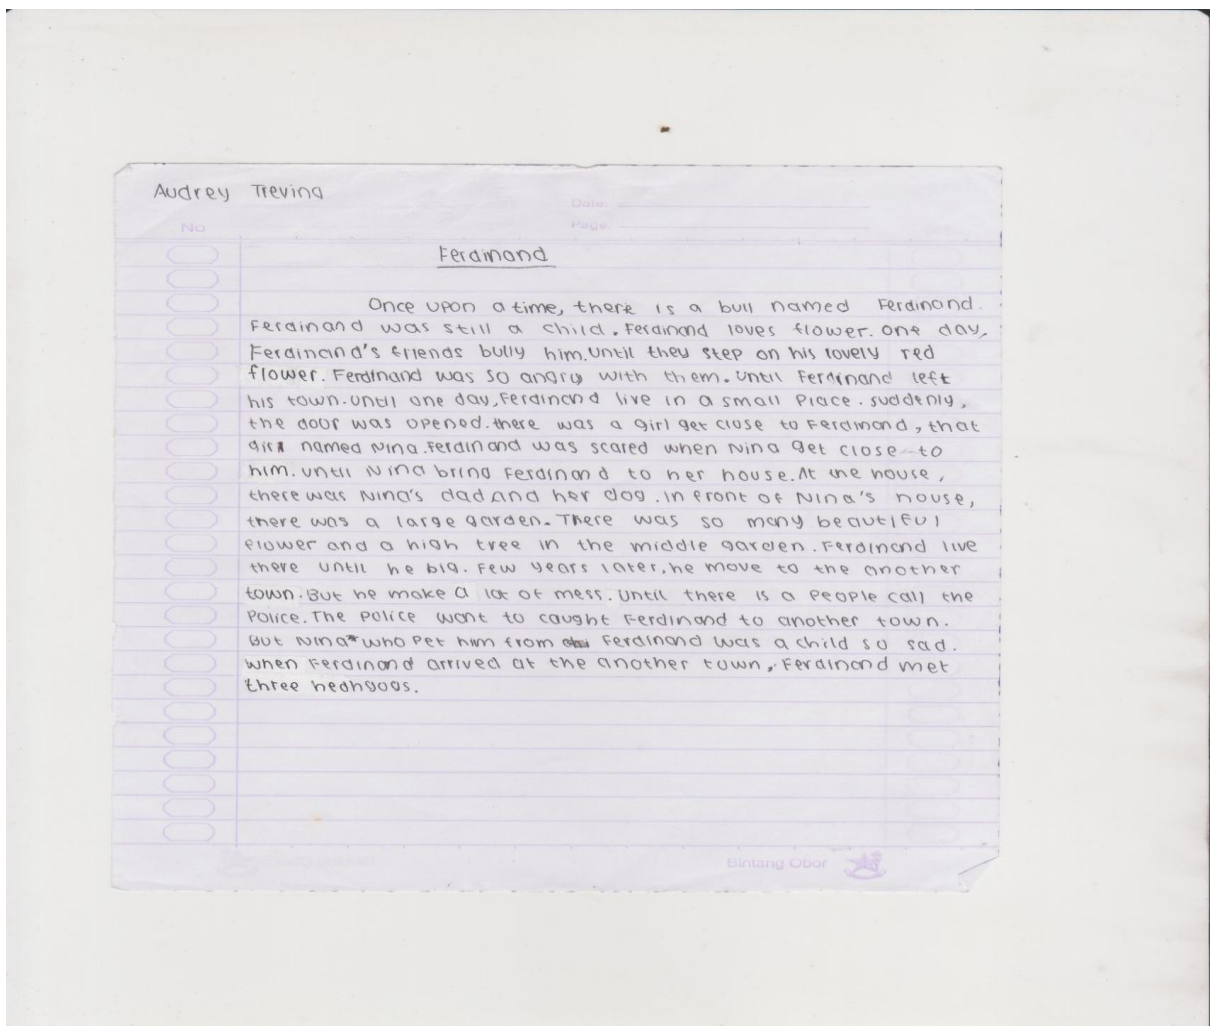 Audrey Trevina
Date:
Page:
No
Ferdinand
Once upon a time, there is a bull named Ferdinand.
Ferdinand was still a child. Ferdinand loves flower. one day,
Ferdinand's friends bully him. Until they step on his lovely red
flower. Ferdinand was so angry with them. Until Ferdinand left
his town. Until one day, Ferdinand live in a small place. suddenly,
the door was opened. there was a girl get close to Ferdinand, that
girl named Nina. Ferdinand was scared when Nina get close to
him. Until Nina bring Ferdinand to her house. At the house,
there was Nina's dad and her dog. In front of Nina's house,
there was a large garden. There was so many beautiful
flower and a high tree in the middle garden. Ferdinand live
there until he big. Few years later, he move to the another
town. But he make a lot of mess. Until there is a people call the
Police. The police want to caught Ferdinand to another town.
But Nina who pet him from Ferdinand was a child so sad.
when Ferdinand arrived at the another town, Ferdinand met
three hedhgogs.
Bintang Obor